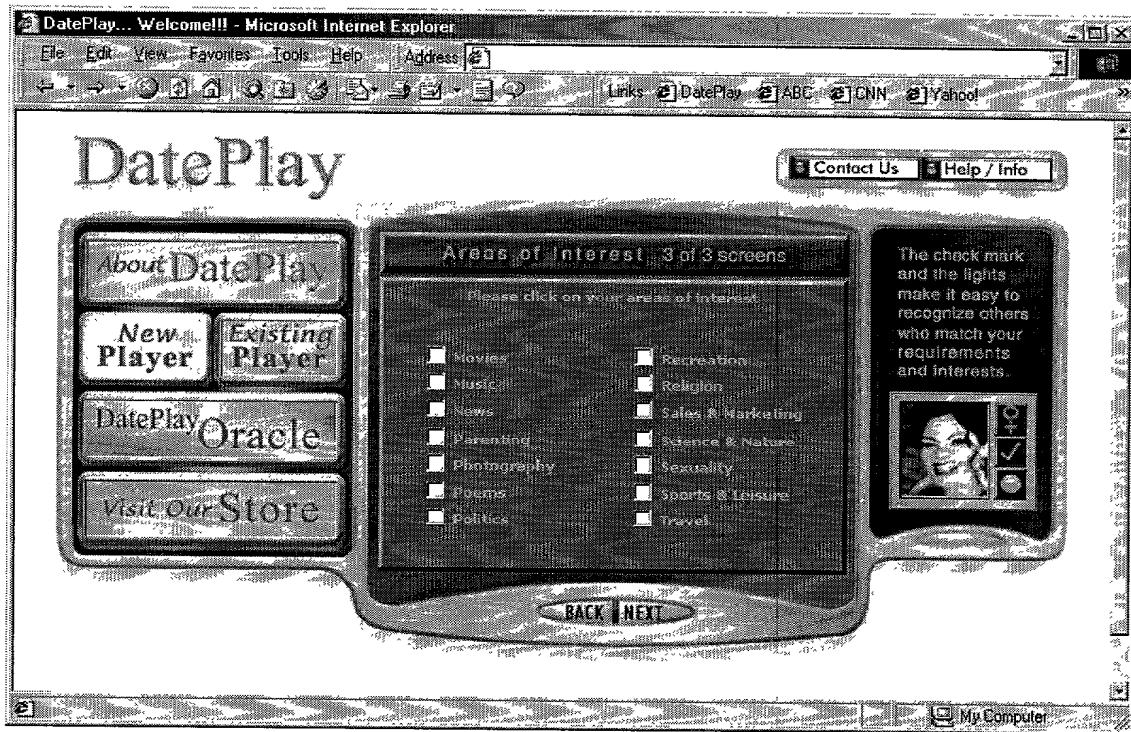 DatePlay... Welcome!!! - Microsoft Internet Explorer
File Edit View Favorites Tools Help Address
Links DatePlay ABC CNN Yahoo!
DatePlay
Contact Us Help / Info
About DatePlay
New Player
Existing Player
DatePlay Oracle
Visit Our Store
Areas of Interest 3 of 3 screens
Please click on your areas of interest
Movies
Music
News
Parenting
Photography
Poems
Politics
Recreation
Religion
Sales & Marketing
Science & Nature
Sexuality
Sports & Leisure
Travel
BACK NEXT
The check mark
and the lights
make it easy to
recognize others
who match your
requirements
and interests.
My Computer